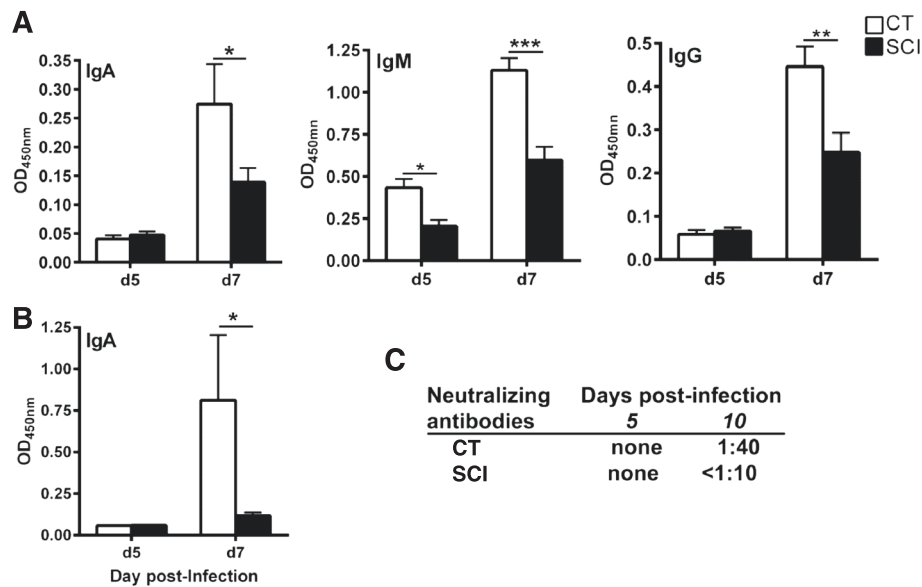 A
CT
SCI
IgA
*
0.35
0.30
0.25
0.20
0.15
0.10
0.05
0.00
OD450nm
d5
d7
IgM
***
*
1.25
1.00
0.75
0.50
0.25
0.00
OD450mn
d5
d7
IgG
**
0.5
0.4
0.3
0.2
0.1
0.0
OD450mn
d5
d7
B
IgA
*
1.25
1.00
0.75
0.50
0.25
0.00
OD450nm
d5
d7
Day post-Infection
C
Neutralizing Days post-infection
antibodies 5 10
CT none 1:40
SCI none <1:10